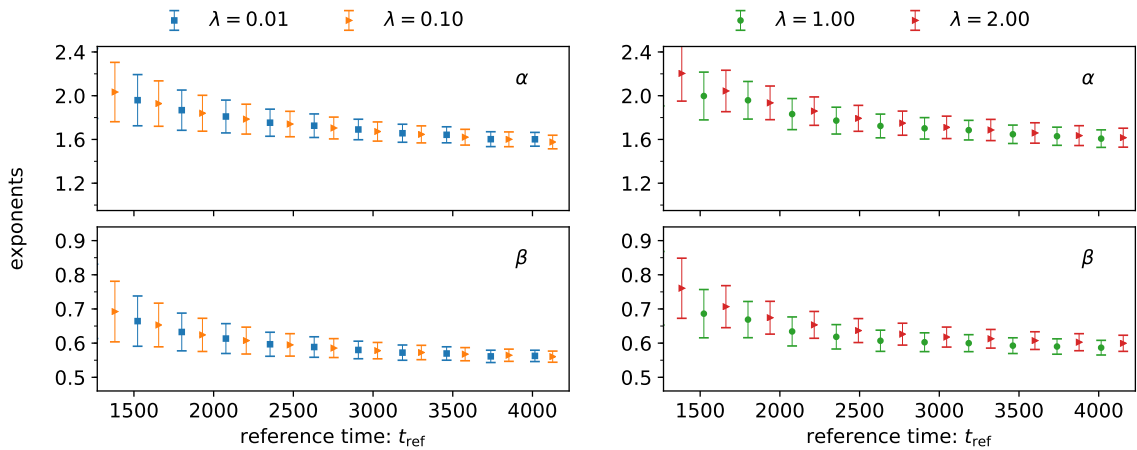 λ = 0.01 λ = 0.10 λ = 1.00 λ = 2.00
2.4 α 2.4 α
2.0 2.0
1.6 1.6
1.2 1.2
exponents
0.9 β 0.9 β
0.8 0.8
0.7 0.7
0.6 0.6
0.5 0.5
1500 2000 2500 3000 3500 4000 1500 2000 2500 3000 3500 4000
reference time: t_ref reference time: t_ref